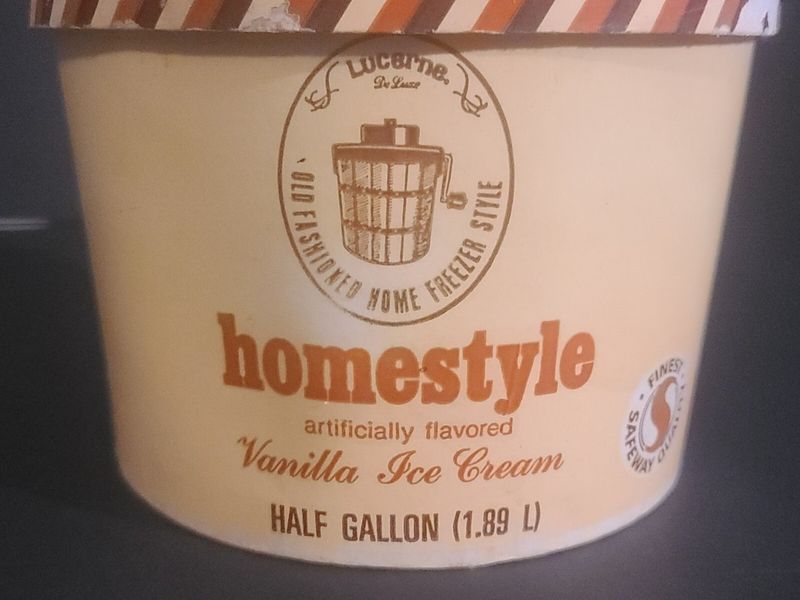 Lucerne®
De Luxe
OLD FASHIONED HOME FREEZER STYLE
homestyle
artificially flavored
Vanilla Ice Cream
HALF GALLON (1.89 L)
FINEST
SAFEWAY QUALITY